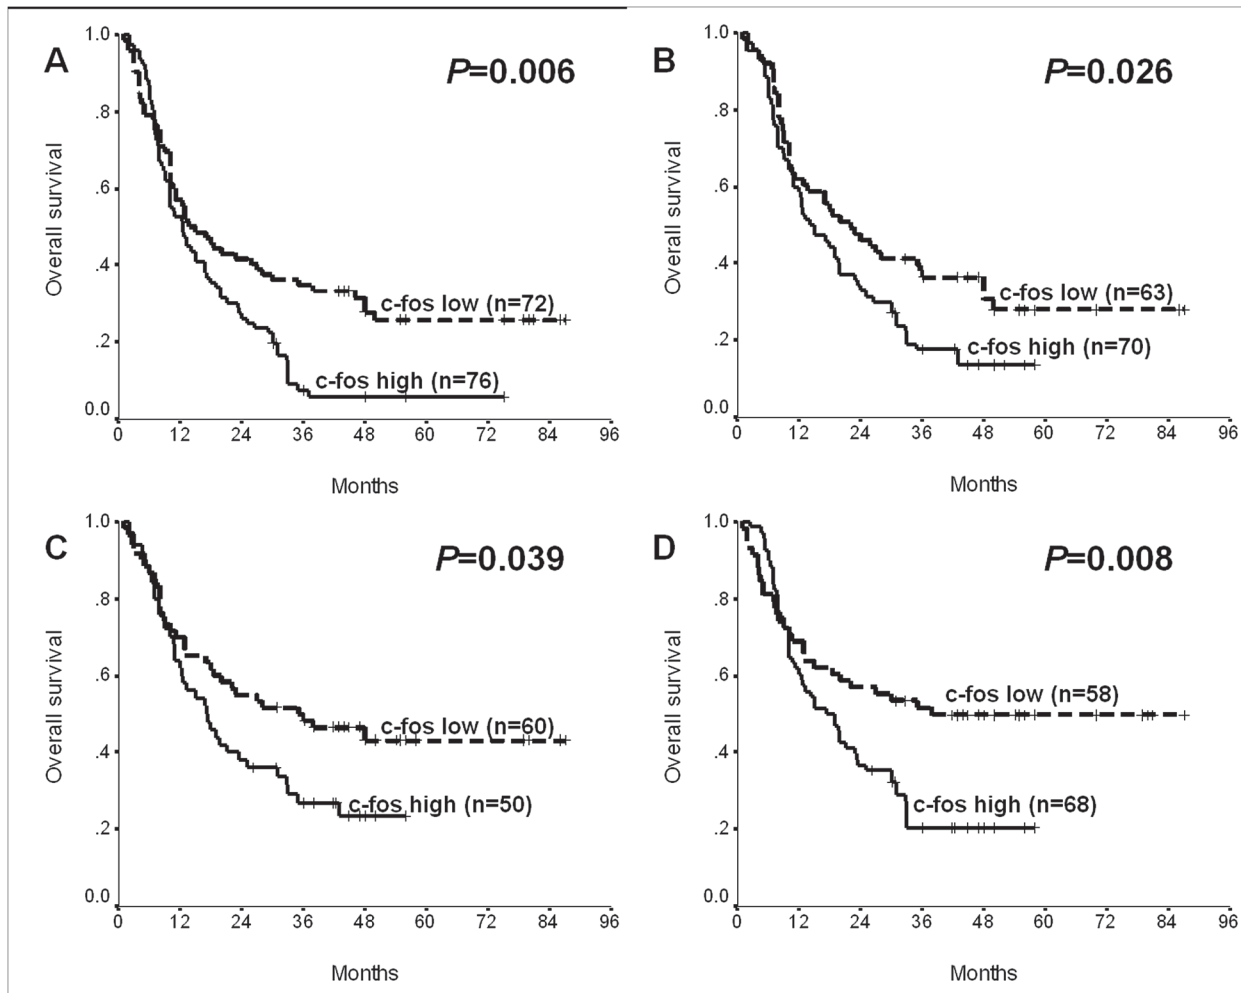 A
P=0.006
Overall survival
1.0
.8
.6
.4
.2
0.0
c-fos low (n=72)
c-fos high (n=76)
0 12 24 36 48 60 72 84 96
Months
B
P=0.026
Overall survival
1.0
.8
.6
.4
.2
0.0
c-fos low (n=63)
c-fos high (n=70)
0 12 24 36 48 60 72 84 96
Months
C
P=0.039
Overall survival
1.0
.8
.6
.4
.2
0.0
c-fos low (n=60)
c-fos high (n=50)
0 12 24 36 48 60 72 84 96
Months
D
P=0.008
Overall survival
1.0
.8
.6
.4
.2
0.0
c-fos low (n=58)
c-fos high (n=68)
0 12 24 36 48 60 72 84 96
Months